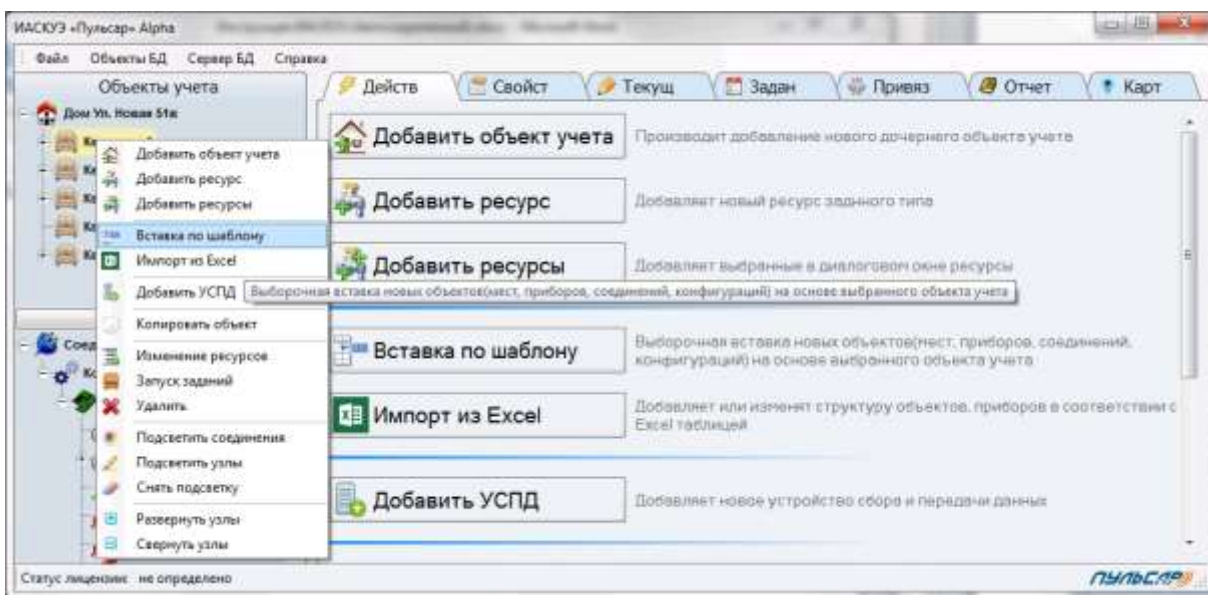 ИАСКУЭ «Пульсар» Alpha
Файл Объекты БД Сервер БД Справка
Объекты учета
Действ
Свойст
Текущ
Задан
Привяз
Отчет
Карт
Дом Ул. Новая 51к
Добавить объект учета
Добавить ресурс
Добавить ресурсы
Вставка по шаблону
Импорт из Excel
Добавить УСПД
Копировать объект
Изменение ресурсов
Запуск заданий
Удалить
Подсветить соединения
Подсветить узлы
Снять подсветку
Развернуть узлы
Свернуть узлы
Добавить объект учета
Производит добавление нового дочернего объекта учета
Добавить ресурс
Добавляет новый ресурс заднного типа
Добавить ресурсы
Добавляет выбранные в диалоговом окне ресурсы
Выборочная вставка новых объектов(мест, приборов, соединений, конфигураций) на основе выбранного объекта учета
Вставка по шаблону
Выборочная вставка новых объектов(мест, приборов, соединений,
конфигураций) на основе выбранного объекта учета
Импорт из Excel
Добавляет или изменят структуру объектов, приборов в соответствии с
Excel таблицей
Добавить УСПД
Добавляет новое устройство сбора и передачи данных
Статус лицензии: не определено
ПУЛЬСАР